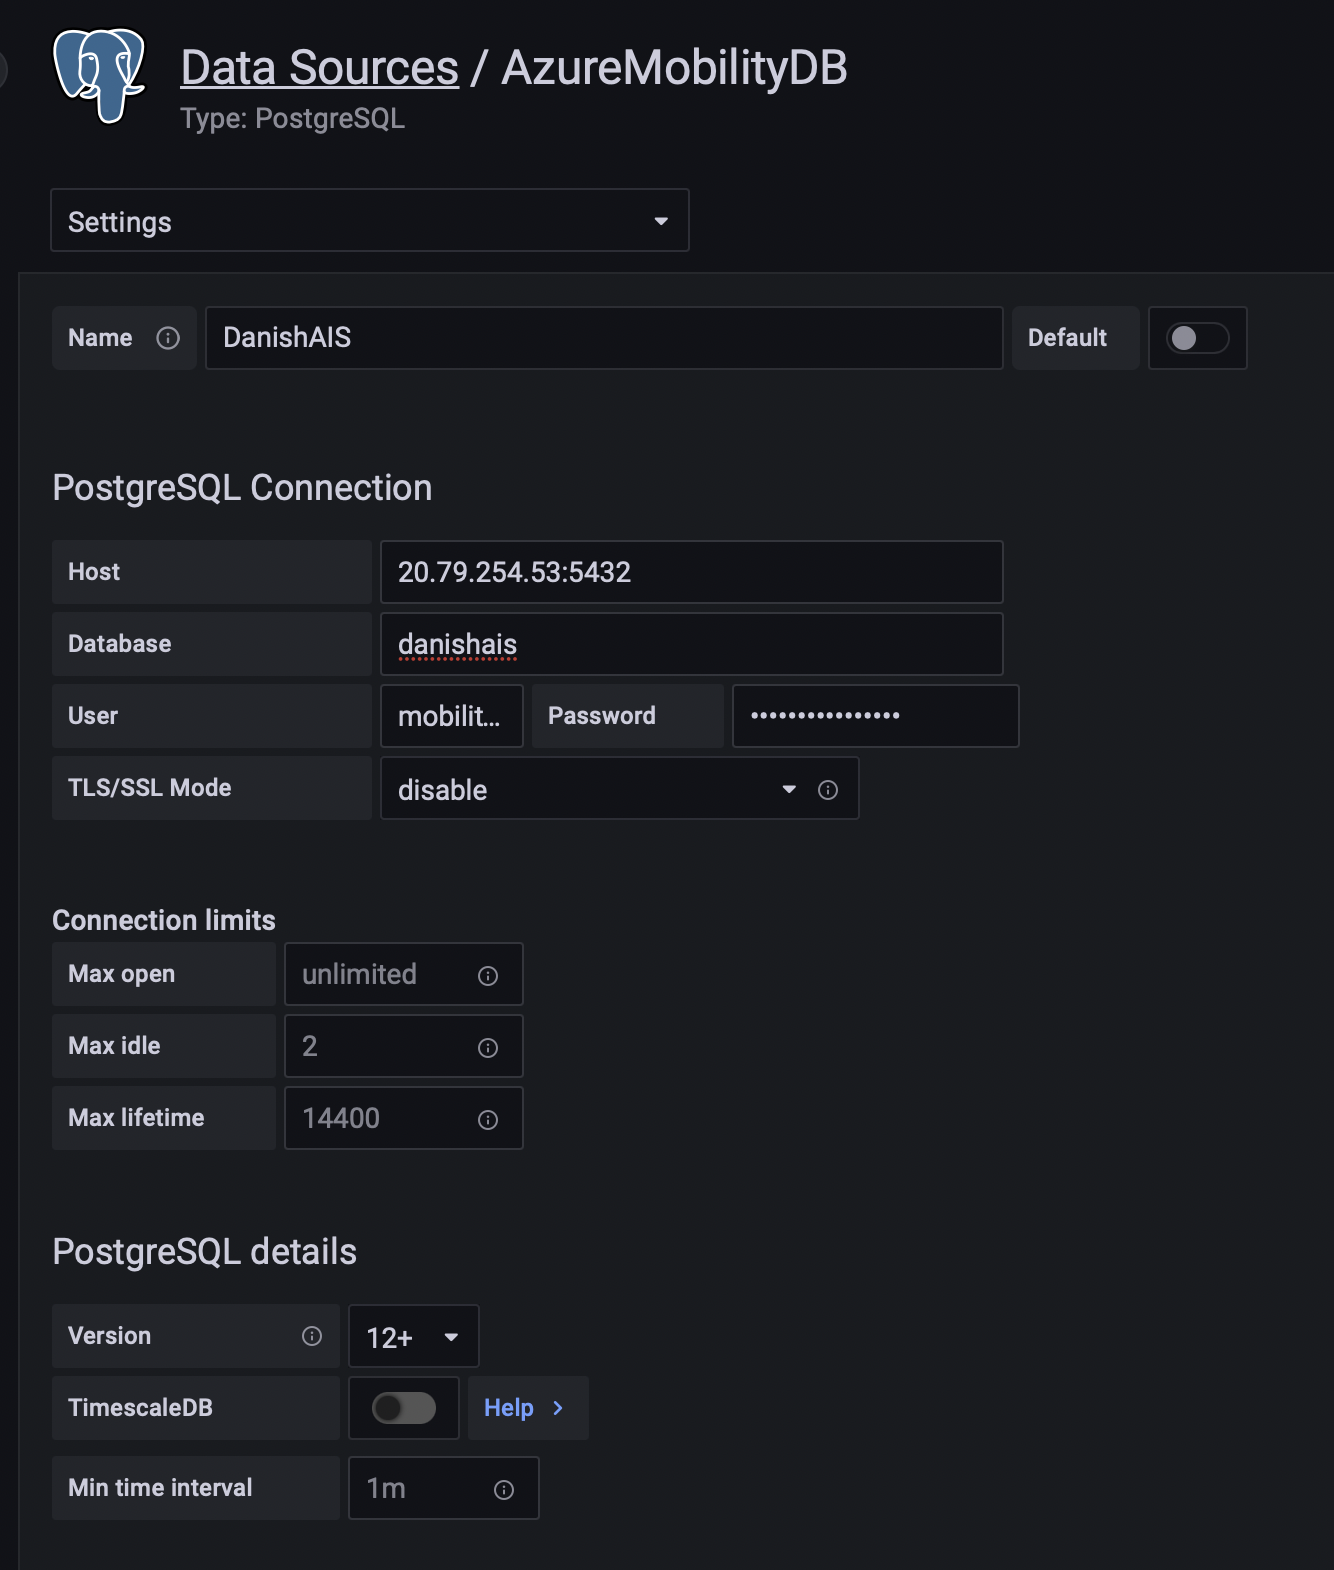 Data Sources / AzureMobilityDB
Type: PostgreSQL
Settings
Name DanishAIS Default
PostgreSQL Connection
Host 20.79.254.53:5432
Database danishais
User mobilit... Password ••••••••••••••••
TLS/SSL Mode disable
Connection limits
Max open unlimited
Max idle 2
Max lifetime 14400
PostgreSQL details
Version 12+
TimescaleDB Help
Min time interval 1m